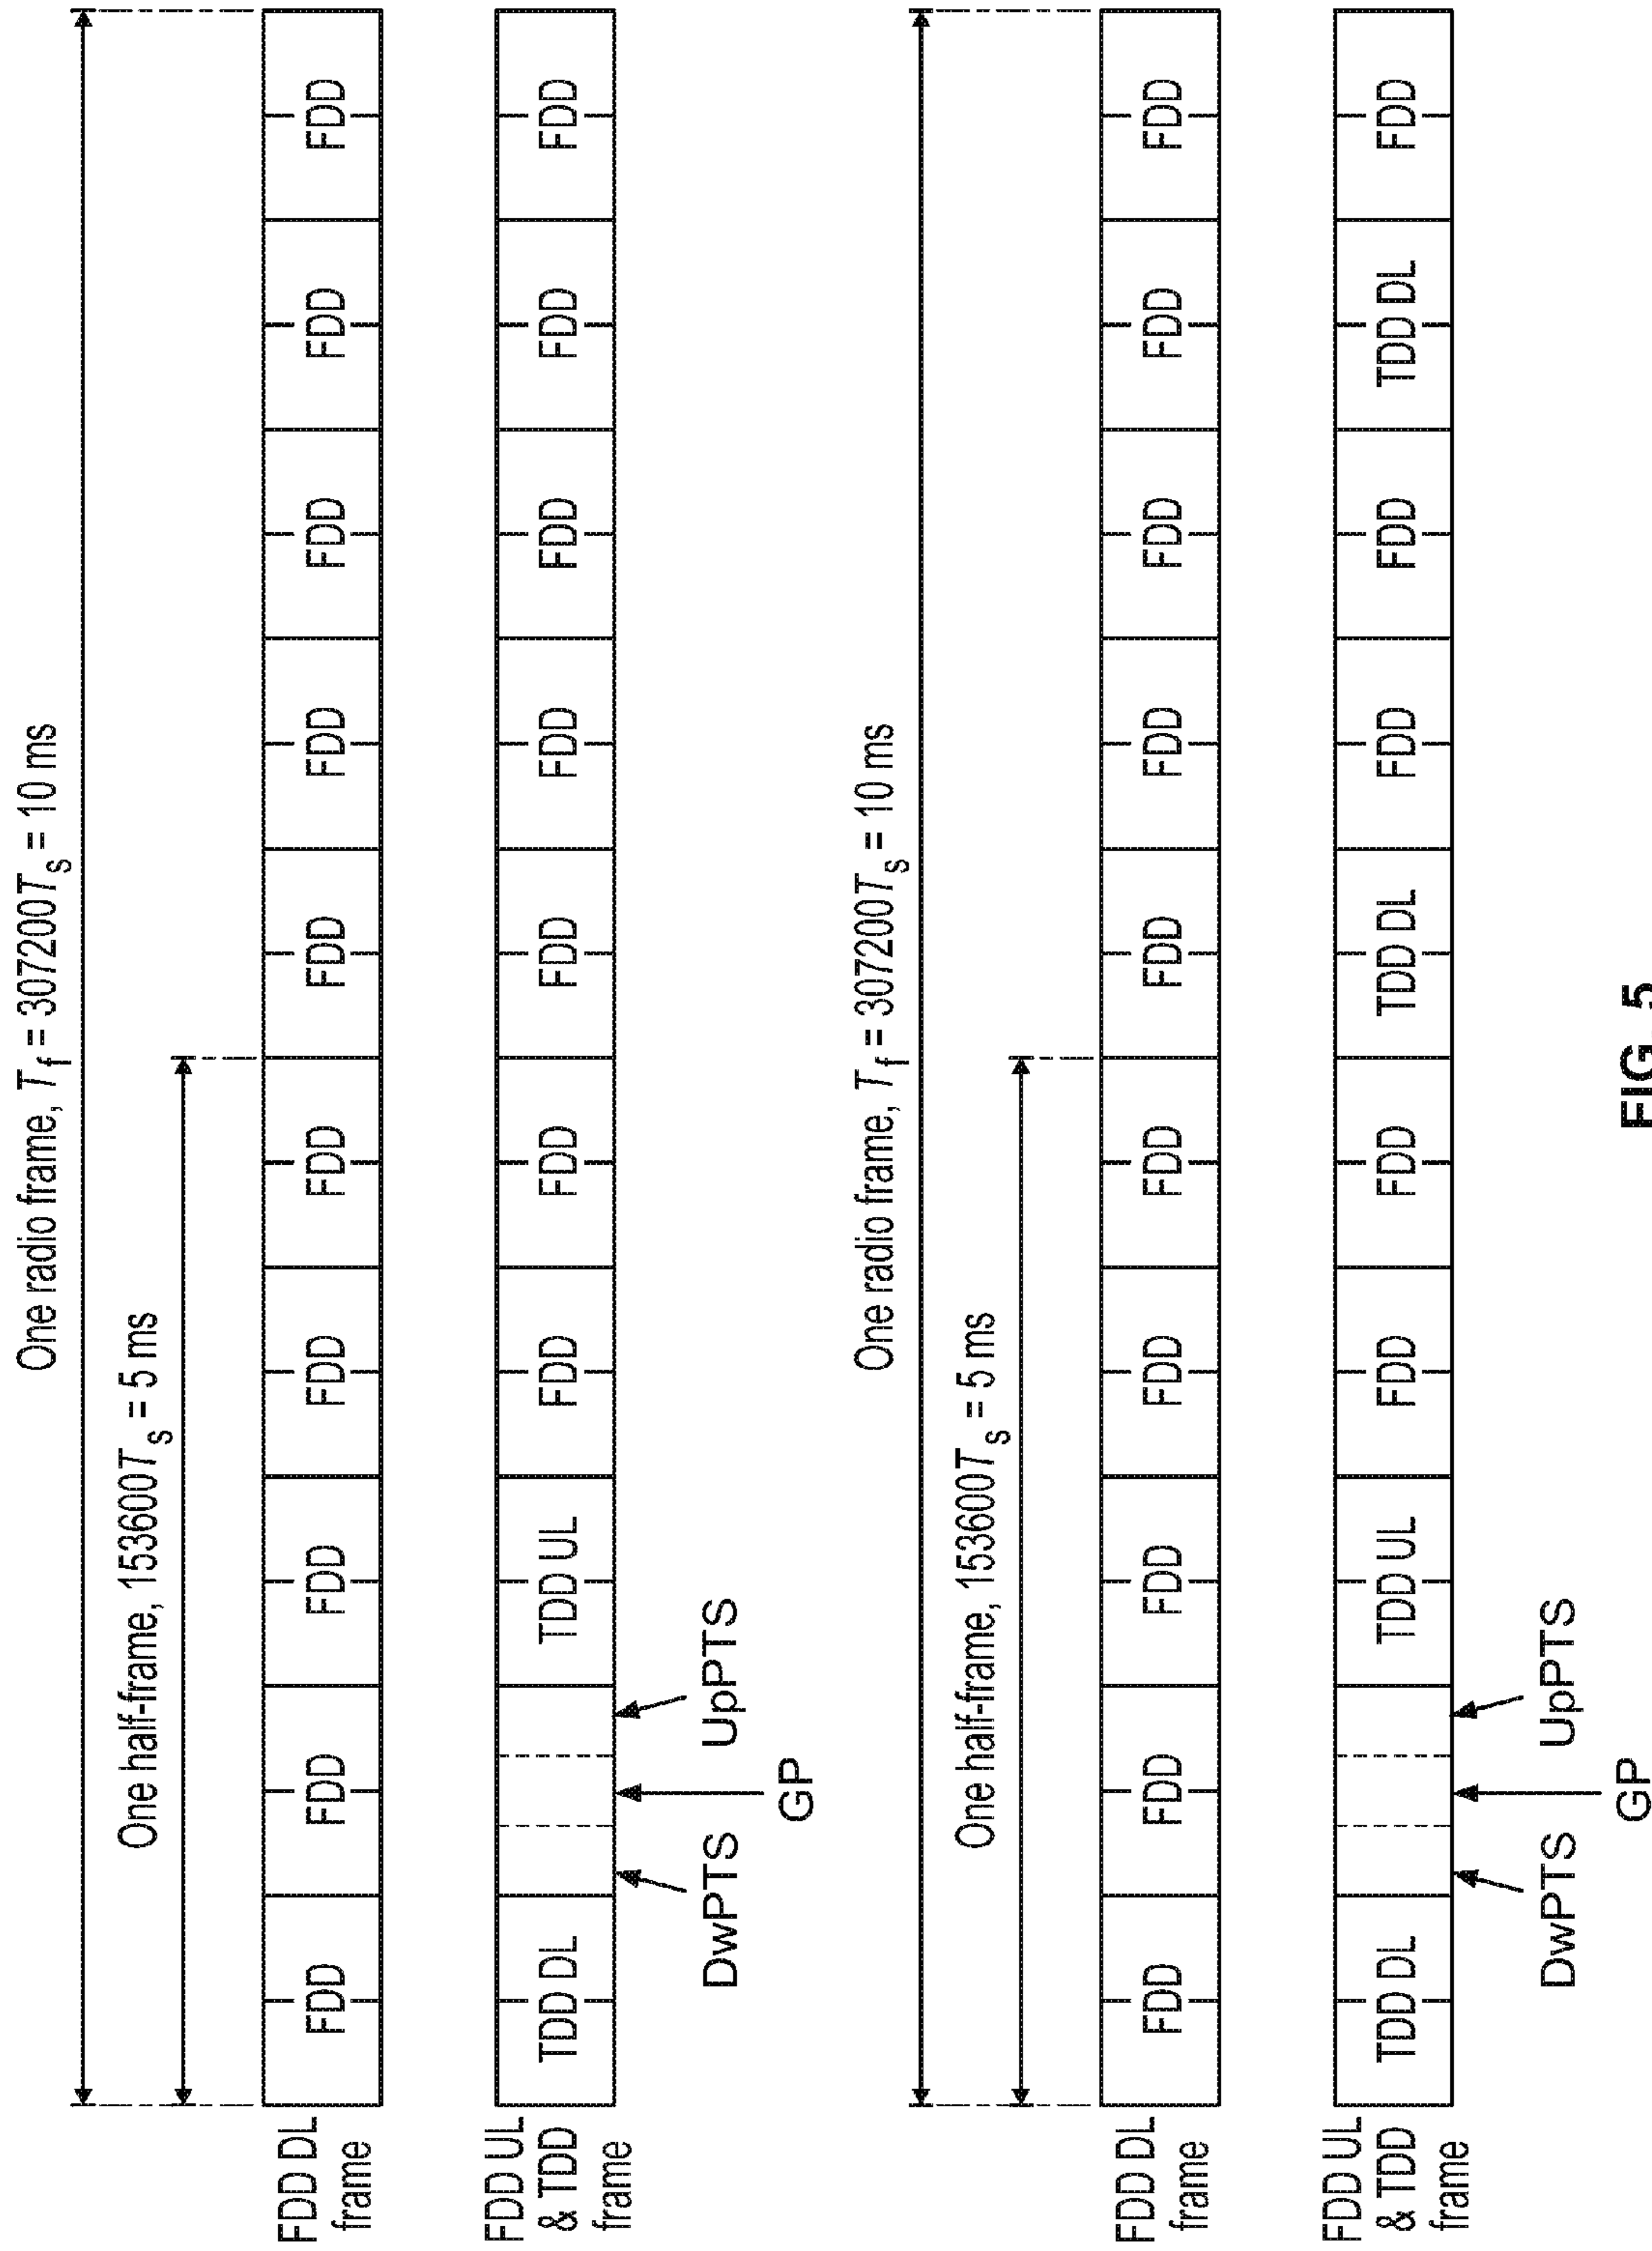 One radio frame, Tf = 307200Ts = 10 ms
One half-frame, 153600Ts = 5 ms
FDD DL
frame
FDD FDD FDD FDD FDD FDD FDD FDD FDD FDD
FDD UL
& TDD
frame
TDD DL TDD UL FDD FDD FDD FDD FDD FDD FDD
DwPTS UpPTS
GP
One radio frame, Tf = 307200Ts = 10 ms
One half-frame, 153600Ts = 5 ms
FDD DL
frame
FDD FDD FDD FDD FDD FDD FDD FDD FDD FDD
FDD UL
& TDD
frame
TDD DL TDD UL FDD FDD TDD DL FDD FDD TDD DL FDD
DwPTS UpPTS
GP
FIG. 5